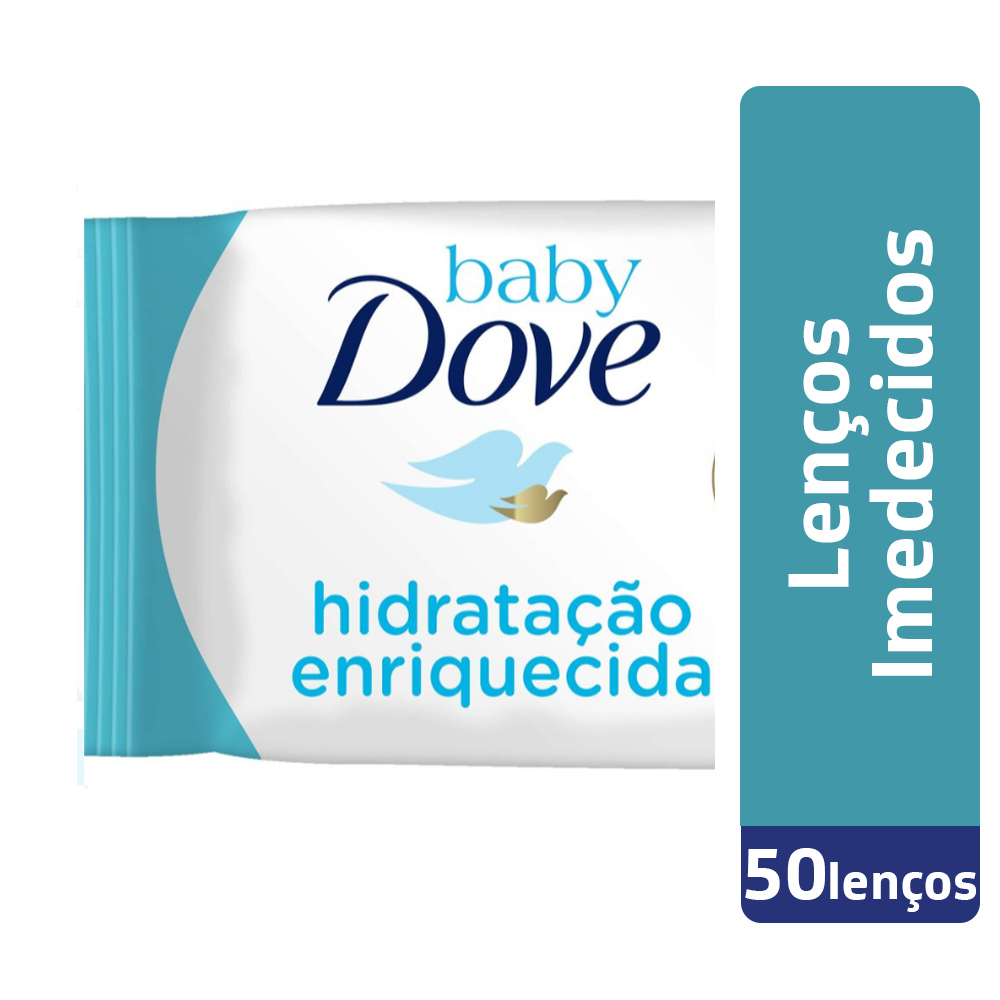 baby
Dove
hidratação
enriquecida
Lenços
Imedecidos
50lenços